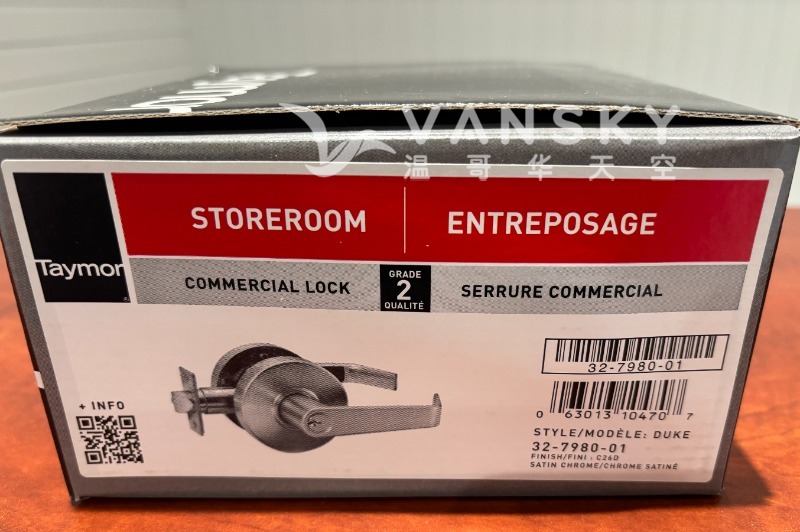 Taymor
VANSKY
温哥华天空
STOREROOM ENTREPOSAGE
Taymor
COMMERCIAL LOCK GRADE 2 QUALITÉ SERRURE COMMERCIAL
32-7980-01
+ INFO
0 63013 10470 7
STYLE/MODÈLE: DUKE
32-7980-01
FINISH/FINI : C26D
SATIN CHROME/CHROME SATINÉ